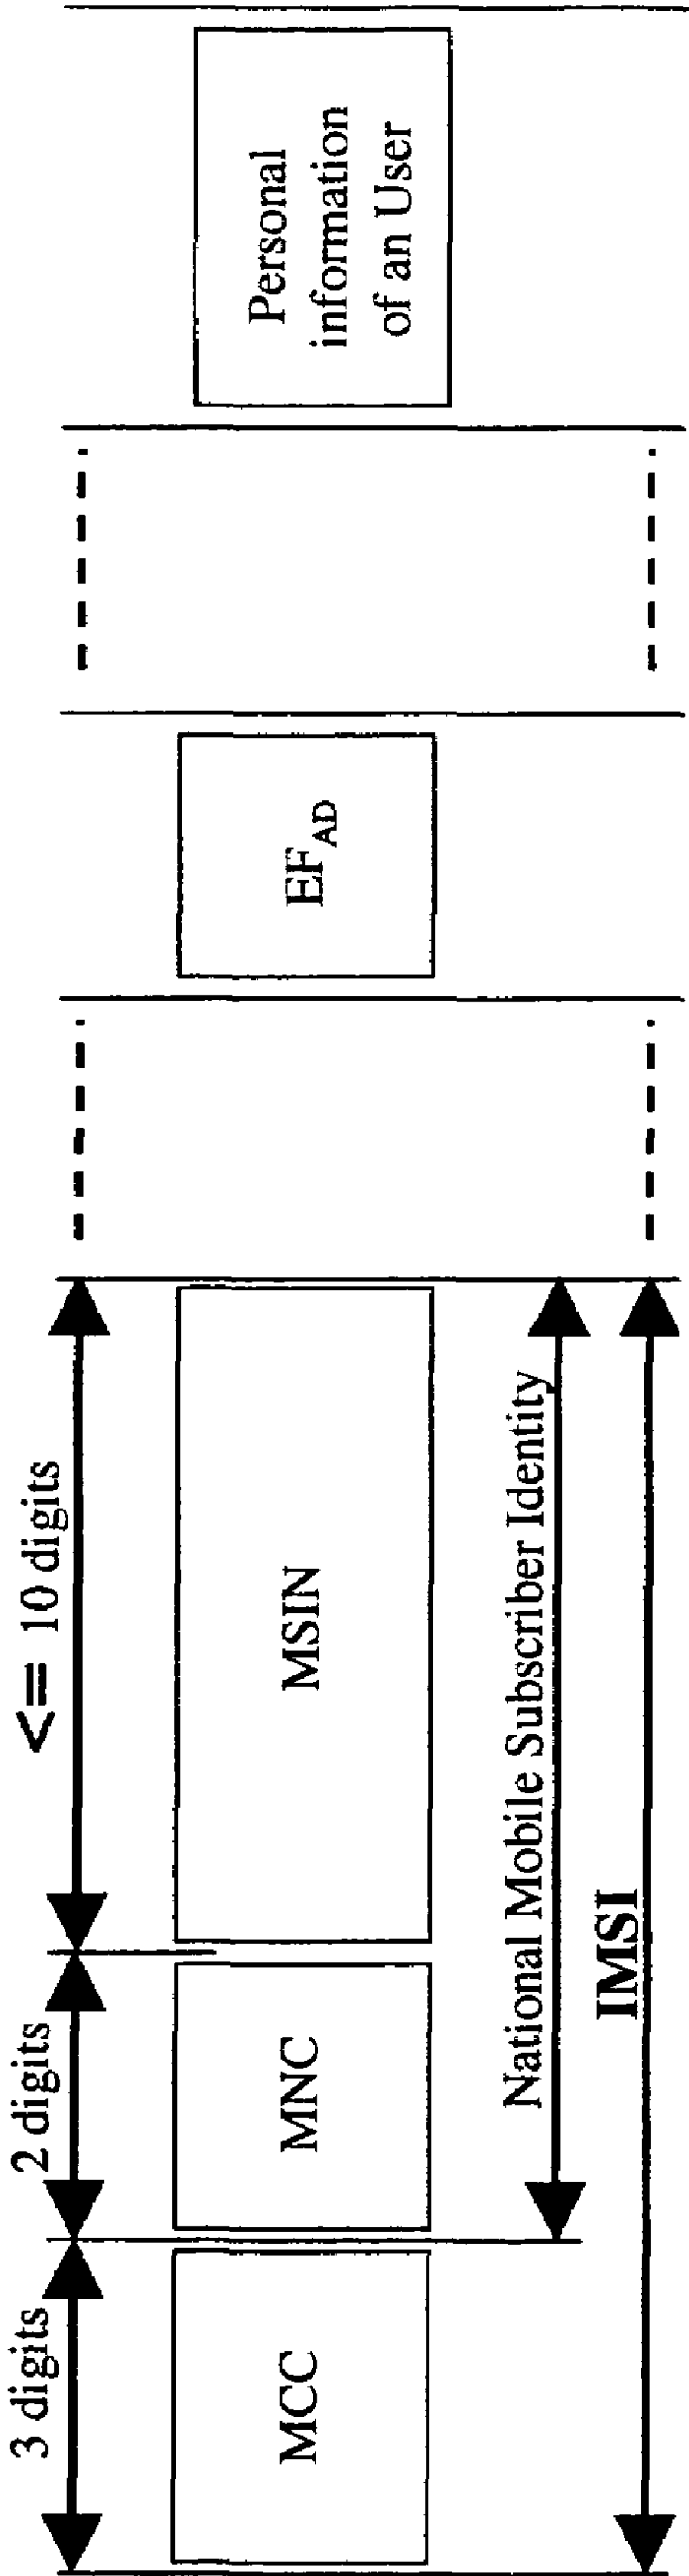 3 digits
2 digits
<= 10 digits
MCC
MNC
MSIN
EFAD
Personal
information
of an User
National Mobile Subscriber Identity
IMSI